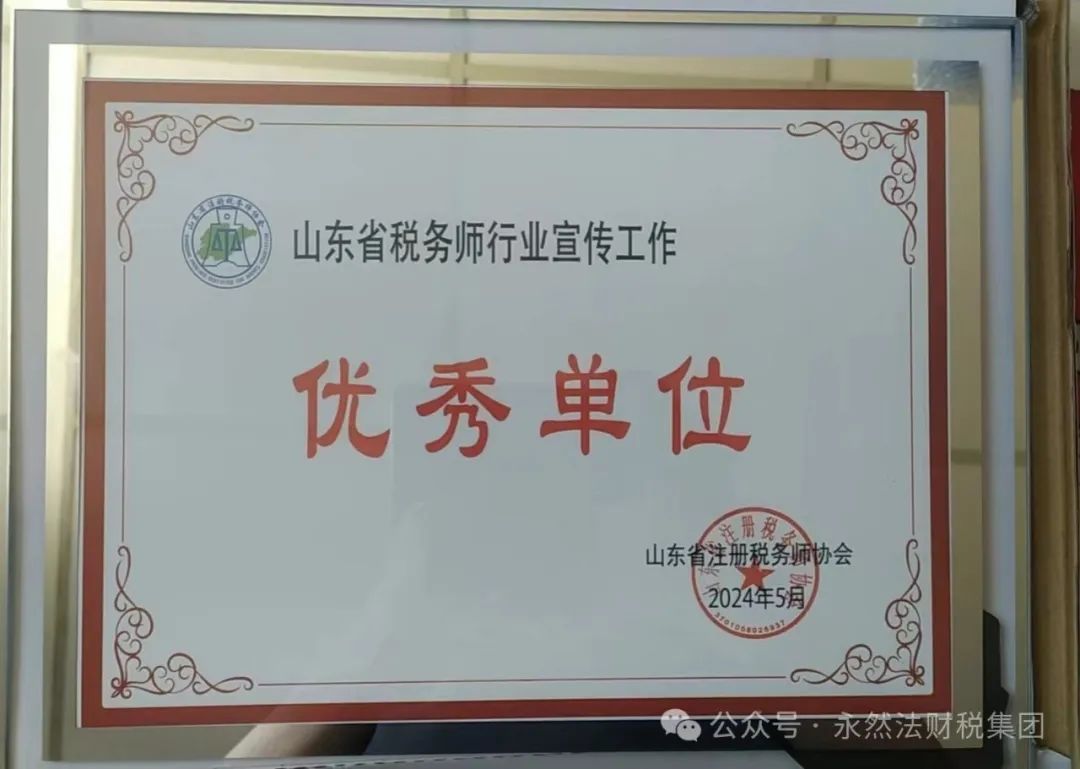 山东省税务师行业宣传工作
优秀单位
山东省注册税务师协会
2024年5月
3701058026937
公众号·永然法财税集团